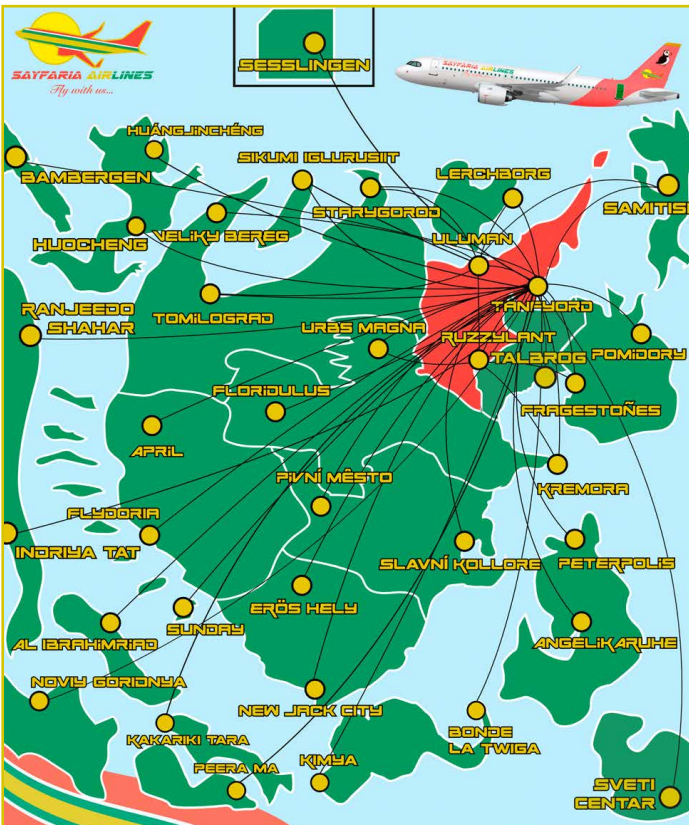 SAYFARIA AIRLINES
Fly with us...
SAYFARIA AIRLINES
SESSLINGEN
HUÁNGJINCHÉNG
BAMBERGEN
SIKUMI IGLURUSIIT
LERCHBORG
STARYGOROD
SAMITISI
HUOCHENG
VELIKY BEREG
ULUMAN
TOMILOGRAD
TANFYORD
RANJEEDO
SHAHAR
URBS MAGNA
RUZZYLANT
TALBROG
POMIDORY
FLORIDULUS
FRAGESTOÑES
APRIL
PIVNÍ MĚSTO
KREMORA
FLYDORIA
INDRIYA TAT
SLAVNÍ KOLLORE
PETERPOLIS
ERÖS HELY
SUNDAY
AL IBRAHIMRIAD
ANGELIKARUHE
NOVIY GORIDNYA
NEW JACK CITY
KAKARIKI TARA
BONDE
LA TWIGA
PEERA MA
KIMYA
SVETI
CENTAR